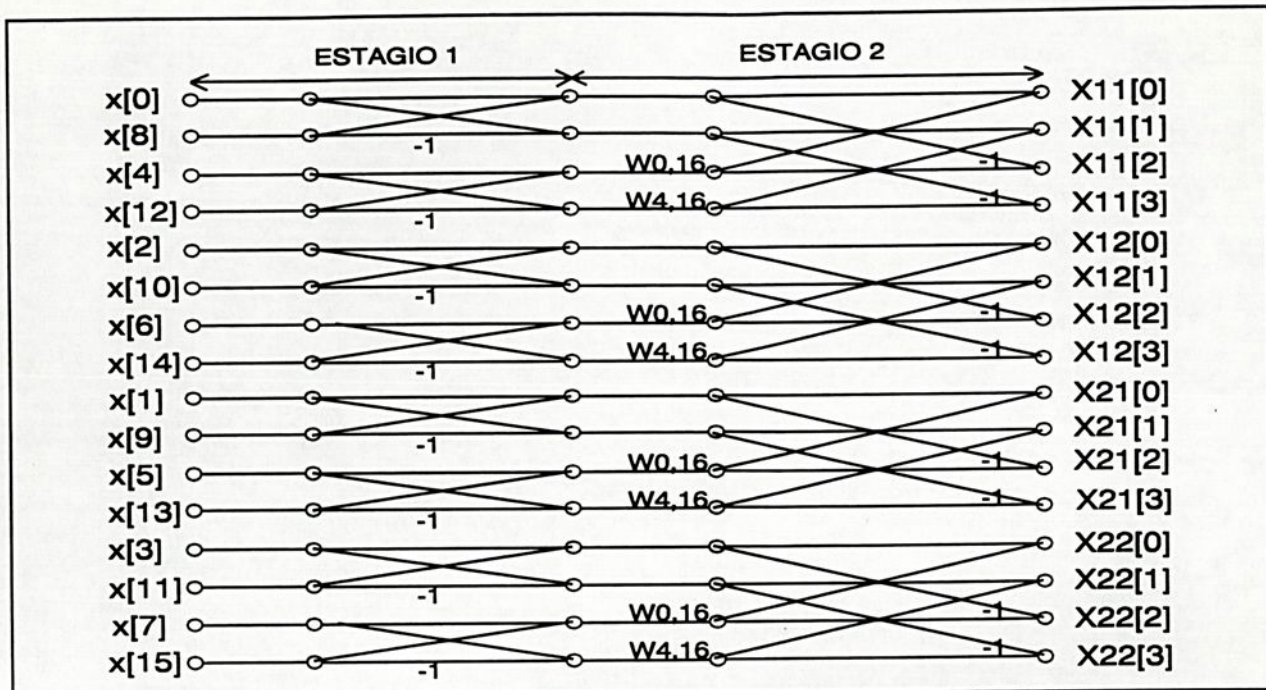 ESTAGIO 1 ESTAGIO 2
x[0] X11[0]
x[8] -1 X11[1]
x[4] W0,16 -1 X11[2]
x[12] -1 W4,16 -1 X11[3]
x[2] X12[0]
x[10] -1 X12[1]
x[6] W0,16 -1 X12[2]
x[14] -1 W4,16 -1 X12[3]
x[1] X21[0]
x[9] -1 X21[1]
x[5] W0,16 -1 X21[2]
x[13] -1 W4,16 -1 X21[3]
x[3] X22[0]
x[11] -1 X22[1]
x[7] W0,16 -1 X22[2]
x[15] -1 W4,16 -1 X22[3]